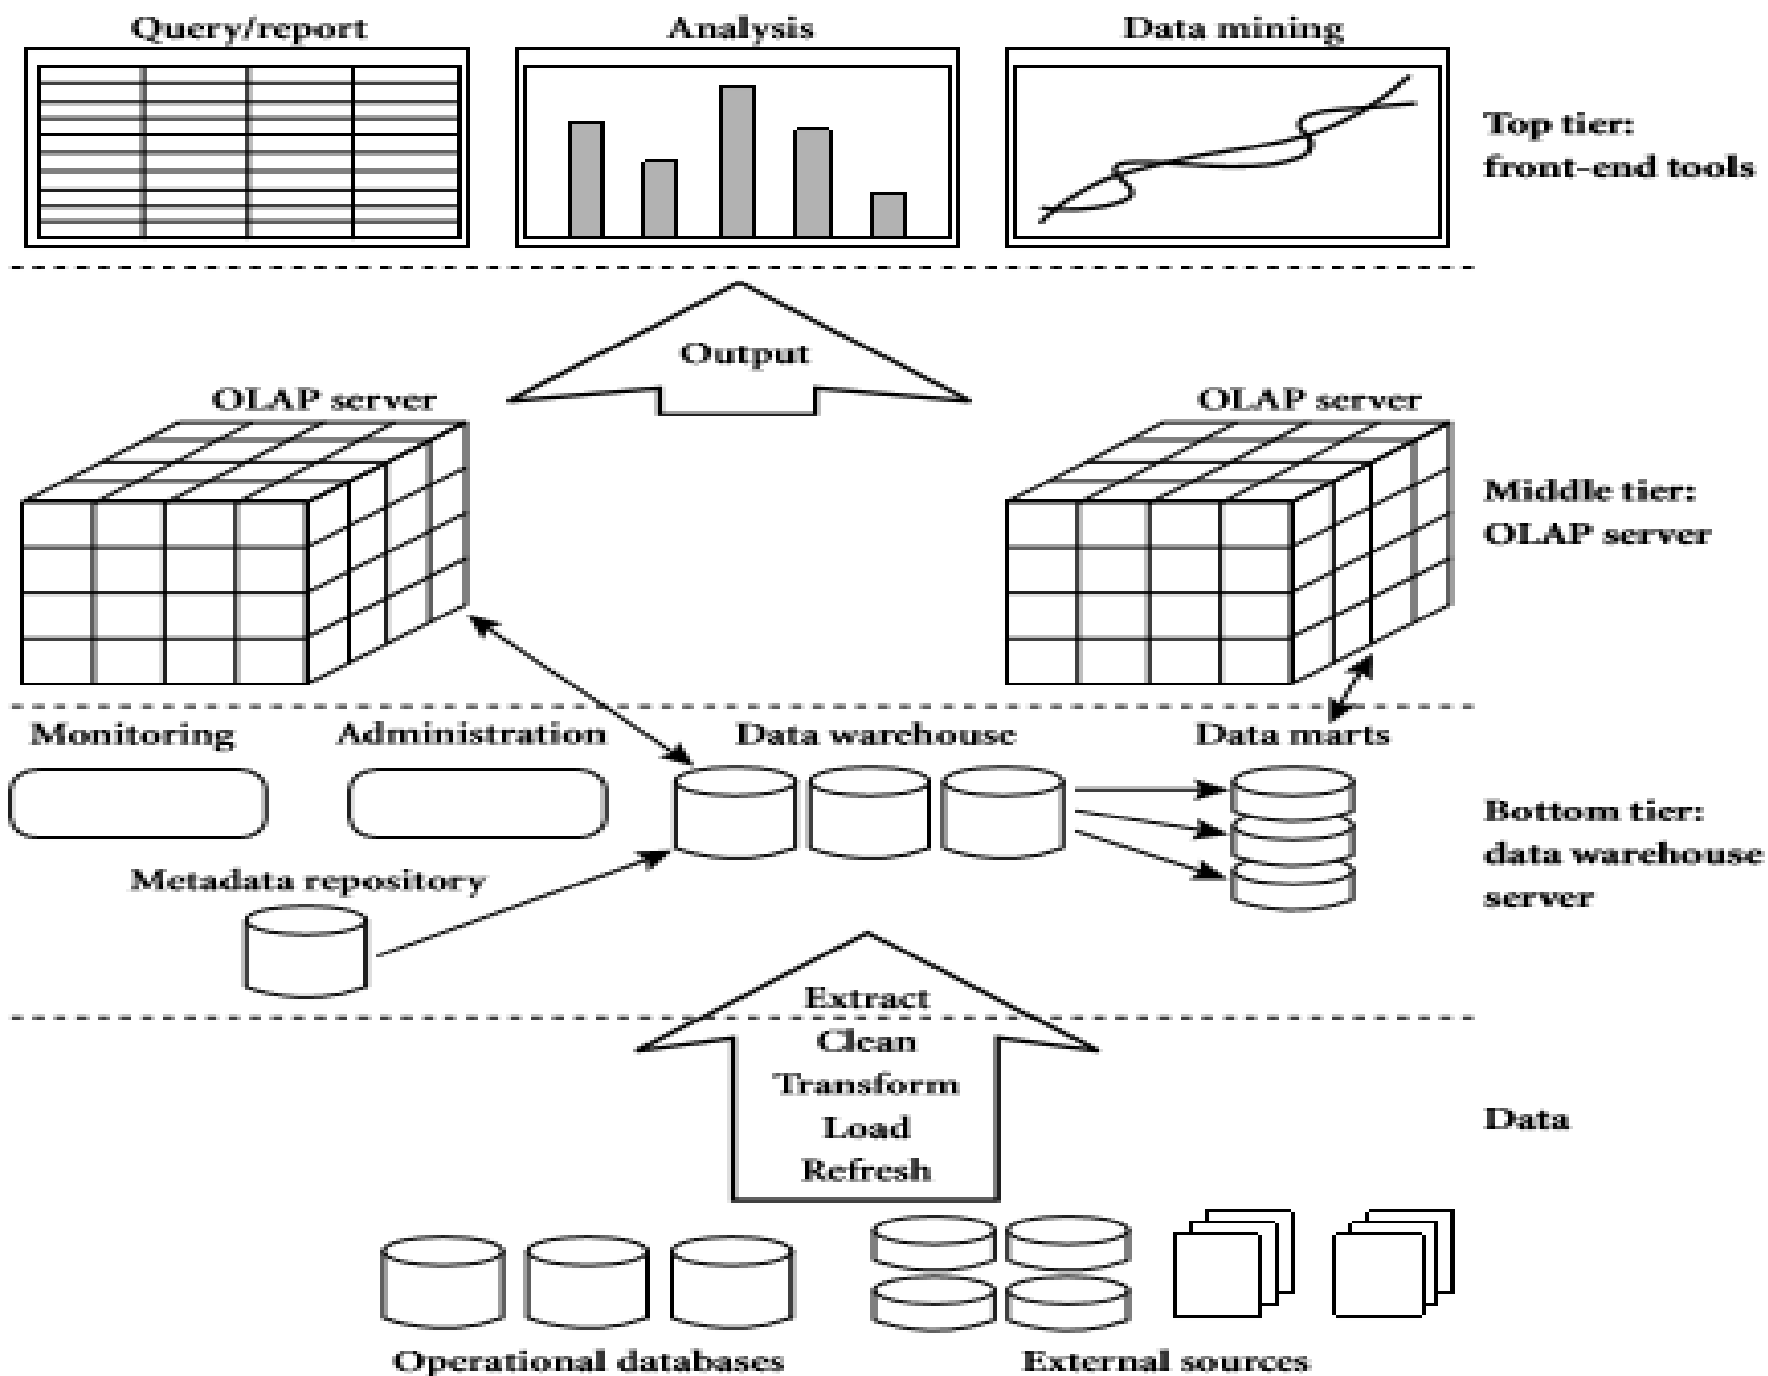 Query/report
Analysis
Data mining
Top tier:
front-end tools
Output
OLAP server
OLAP server
Middle tier:
OLAP server
Monitoring
Administration
Data warehouse
Data marts
Bottom tier:
data warehouse
server
Metadata repository
Extract
Clean
Transform
Load
Refresh
Data
Operational databases
External sources